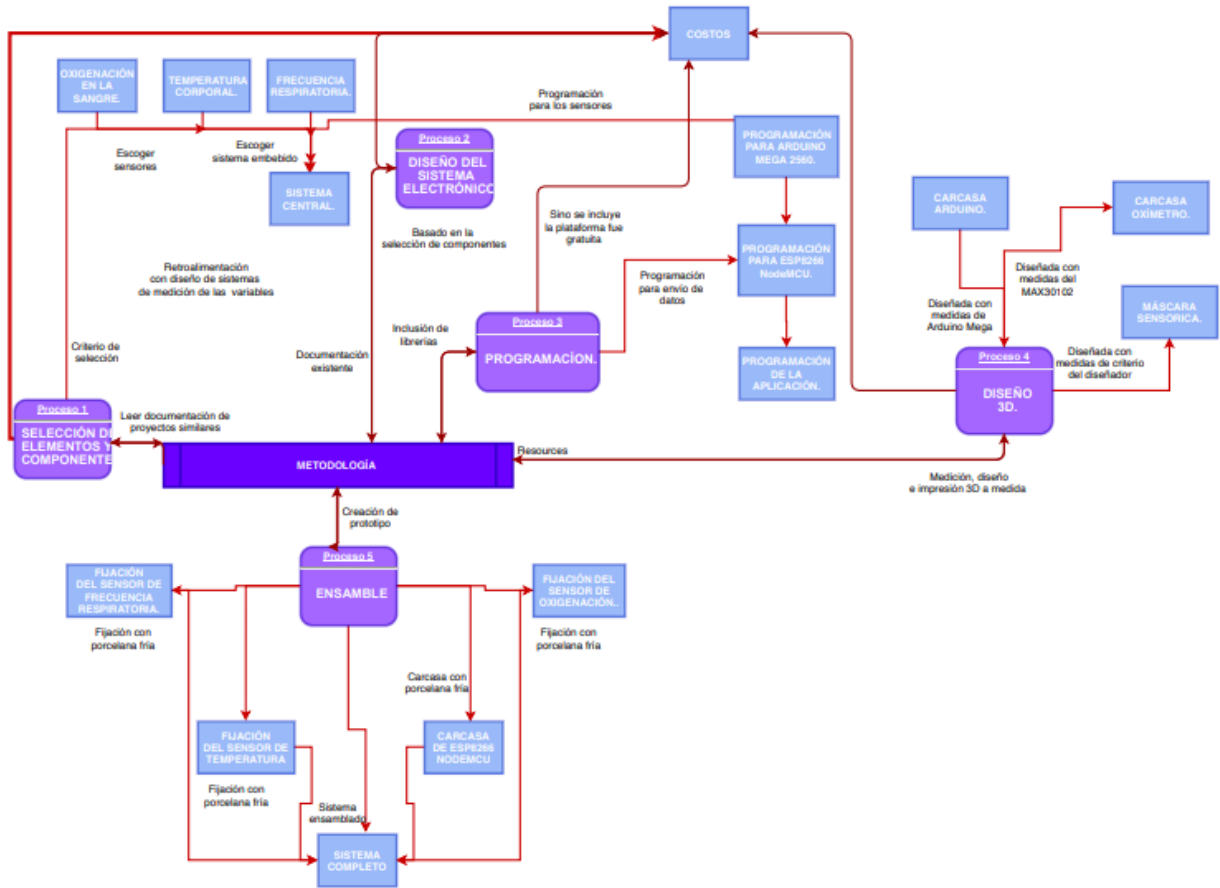 COSTOS
OXIGENACIÓN
EN LA
SANGRE.
TEMPERATURA
CORPORAL.
FRECUENCIA
RESPIRATORIA.
Programación
para los sensores
Escoger
sensores
Escoger
sistema embebido
SISTEMA
CENTRAL.
Proceso 2
DISEÑO DEL
SISTEMA
ELECTRÓNICO
PROGRAMACIÓN
PARA ARDUINO
MEGA 2560.
Basado en la
selección de componentes
Sino se incluye
la plataforma fue
gratuita
CARCASA
ARDUINO.
CARCASA
OXÍMETRO.
Retroalimentación
con diseño de sistemas
de medición de las variables
PROGRAMACIÓN
PARA ESP8266
NodeMCU.
Programación
para envío de
datos
Diseñada con
medidas del
MAX30102
Diseñada con
medidas de
Arduino Mega
MÁSCARA
SENSORICA.
Criterio de
selección
Documentación
existente
Inclusión de
librerías
Proceso 3
PROGRAMACÍON.
PROGRAMACIÓN
DE LA
APLICACIÓN.
Proceso 4
DISEÑO
3D.
Diseñada con
medidas de criterio
del diseñador
Proceso 1
SELECCIÓN DE
ELEMENTOS Y
COMPONENTE
Leer documentación de
proyectos similares
METODOLOGÍA
Resources
Medición, diseño
e impresión 3D a medida
Creación de
prototipo
Proceso 5
ENSAMBLE
FIJACIÓN
DEL SENSOR DE
FRECUENCIA
RESPIRATORIA.
Fijación con
porcelana fría
FIJACIÓN DEL
SENSOR DE
OXIGENACIÓN..
Fijación con
porcelana fría
Carcasa con
porcelana fría
FIJACIÓN
DEL SENSOR DE
TEMPERATURA
Fijación con
porcelana fría
CARCASA
DE ESP8266
NODEMCU
Sistema
ensamblado
SISTEMA
COMPLETO